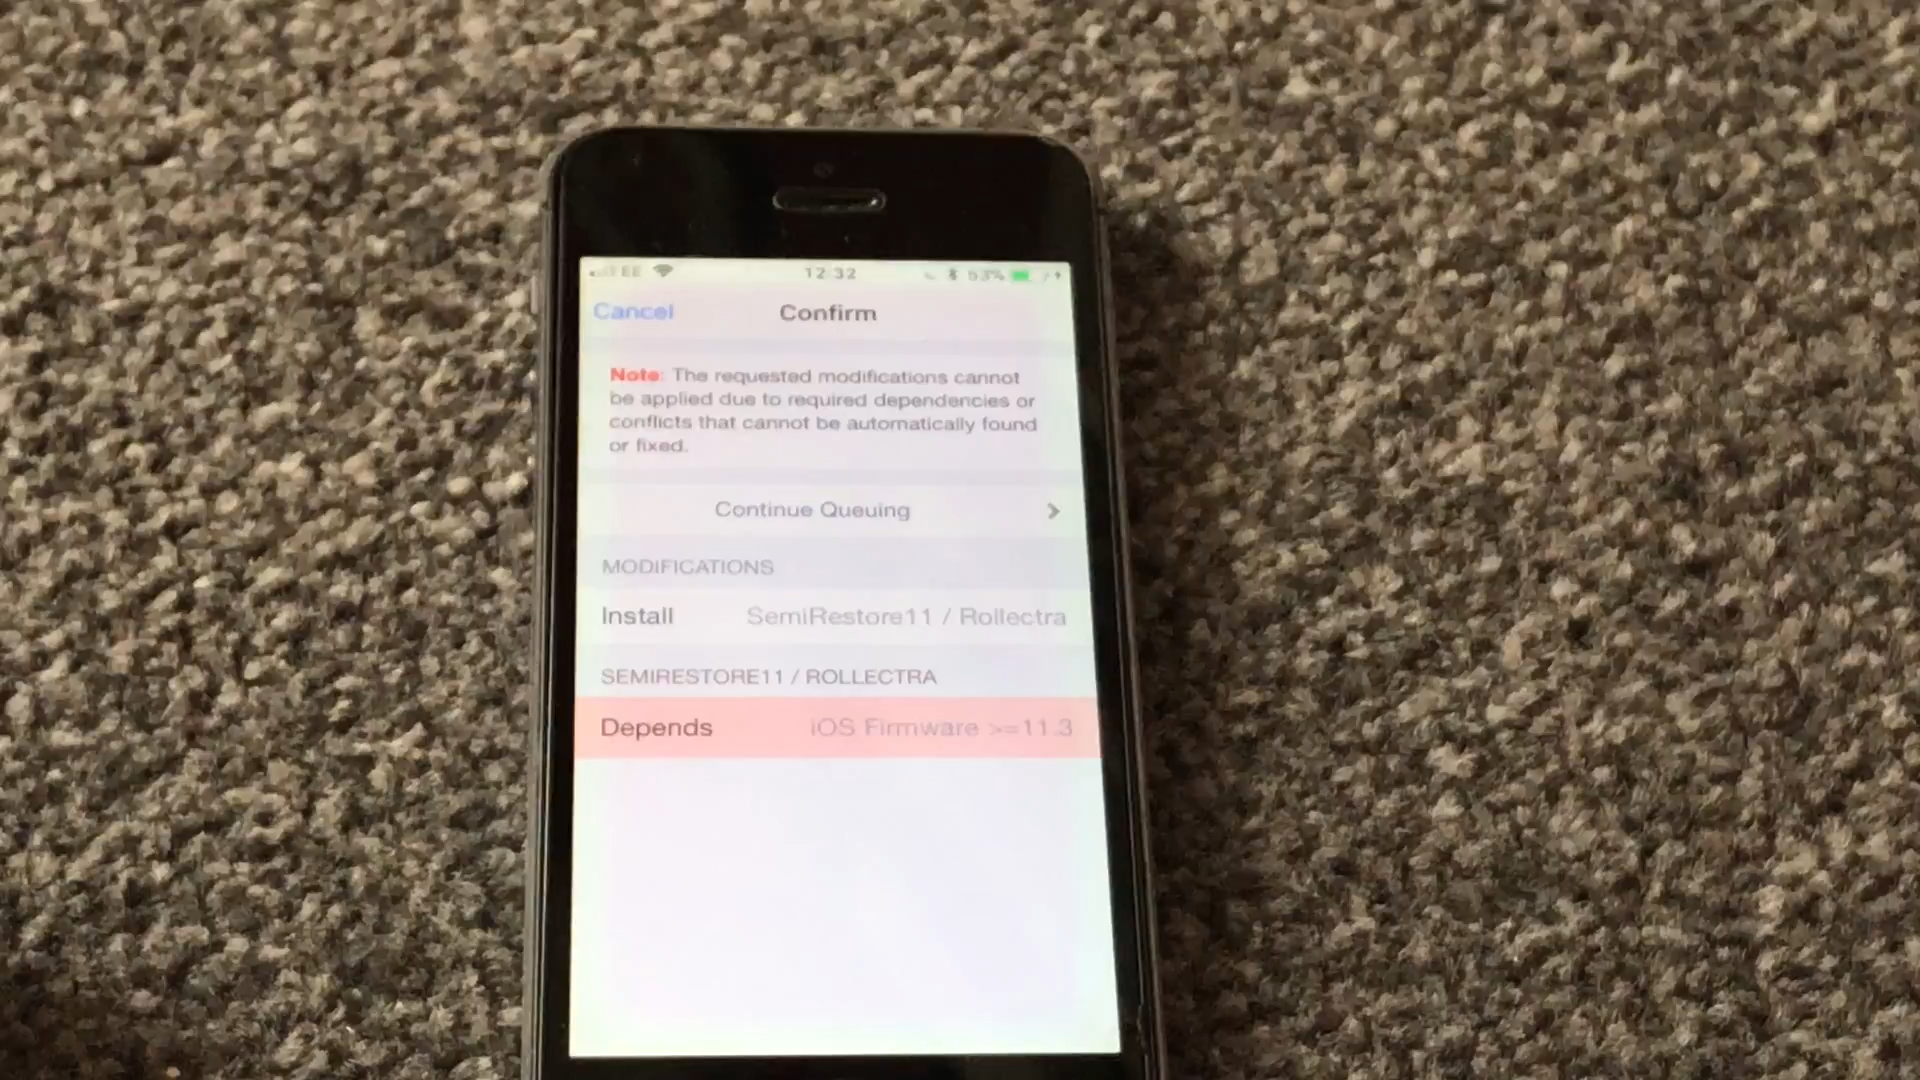 EE 12:32 53%
Cancel Confirm
Note: The requested modifications cannot
be applied due to required dependencies or
conflicts that cannot be automatically found
or fixed.
Continue Queuing
MODIFICATIONS
Install SemiRestore11 / Rollectra
SEMIRESTORE11 / ROLLECTRA
Depends iOS Firmware >=11.3